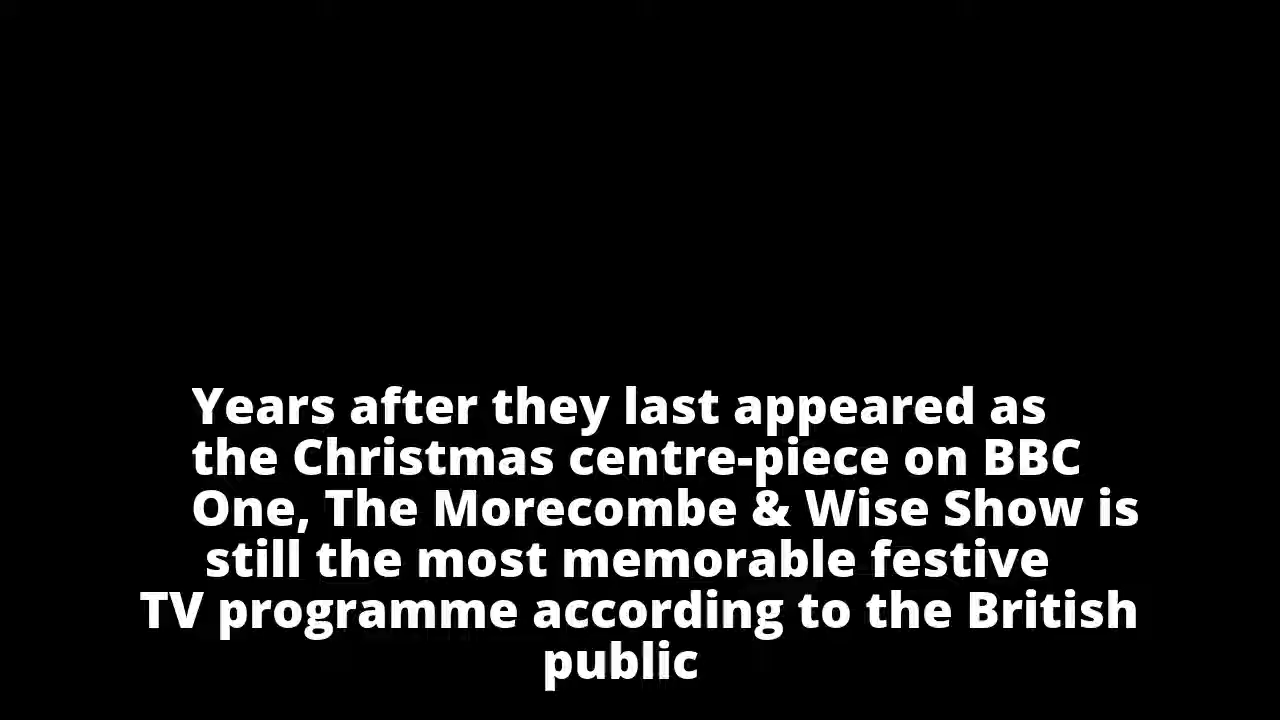 Years after they last appeared as
the Christmas centre-piece on BBC
One, The Morecombe & Wise Show is
still the most memorable festive
TV programme according to the British
public